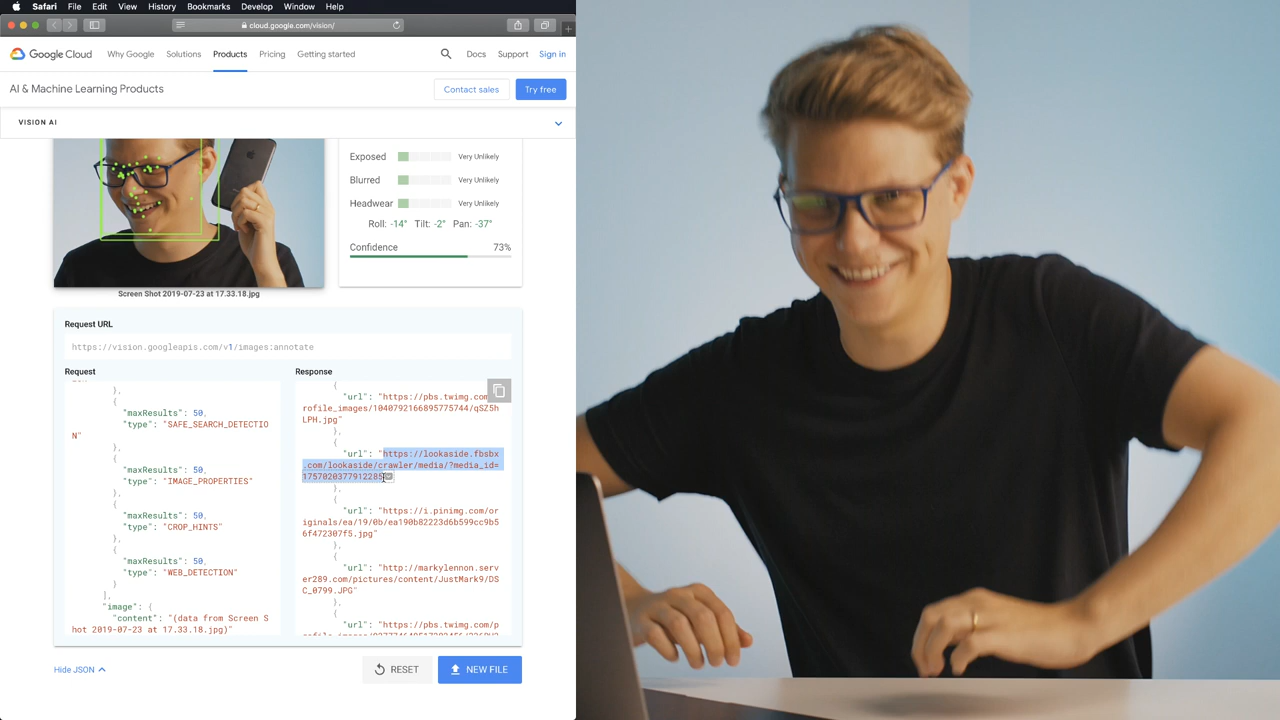 Safari File Edit View History Bookmarks Develop Window Help
cloud.google.com/vision/
Google Cloud Why Google Solutions Products Pricing Getting started Docs Support Sign in
AI & Machine Learning Products Contact sales Try free
VISION AI
Exposed Very Unlikely
Blurred Very Unlikely
Headwear Very Unlikely
Roll: -14° Tilt: -2° Pan: -37°
Confidence 73%
Screen Shot 2019-07-23 at 17.33.18.jpg
Request URL
https://vision.googleapis.com/v1/images:annotate
Request
},
{
"maxResults": 50,
"type": "SAFE_SEARCH_DETECTIO
N"
},
{
"maxResults": 50,
"type": "IMAGE_PROPERTIES"
},
{
"maxResults": 50,
"type": "CROP_HINTS"
},
{
"maxResults": 50,
"type": "WEB_DETECTION"
}
],
"image": {
"content": "(data from Screen S
hot 2019-07-23 at 17.33.18.jpg)"
Response
{
"url": "https://pbs.twimg.com
rofile_images/1040792166895775744/qSZ5h
LPH.jpg"
},
{
"url": "https://lookaside.fbsbx
.com/lookaside/crawler/media/?media_id=
175702037791228
},
{
"url": "https://i.pinimg.com/or
iginals/ea/19/0b/ea190b82223d6b599cc9b5
6f472307f5.jpg"
},
{
"url": "http://markylennon.serv
er289.com/pictures/content/JustMark9/DS
C_0799.JPG"
},
{
"url": "https://pbs.twimg.com/p
Hide JSON RESET NEW FILE